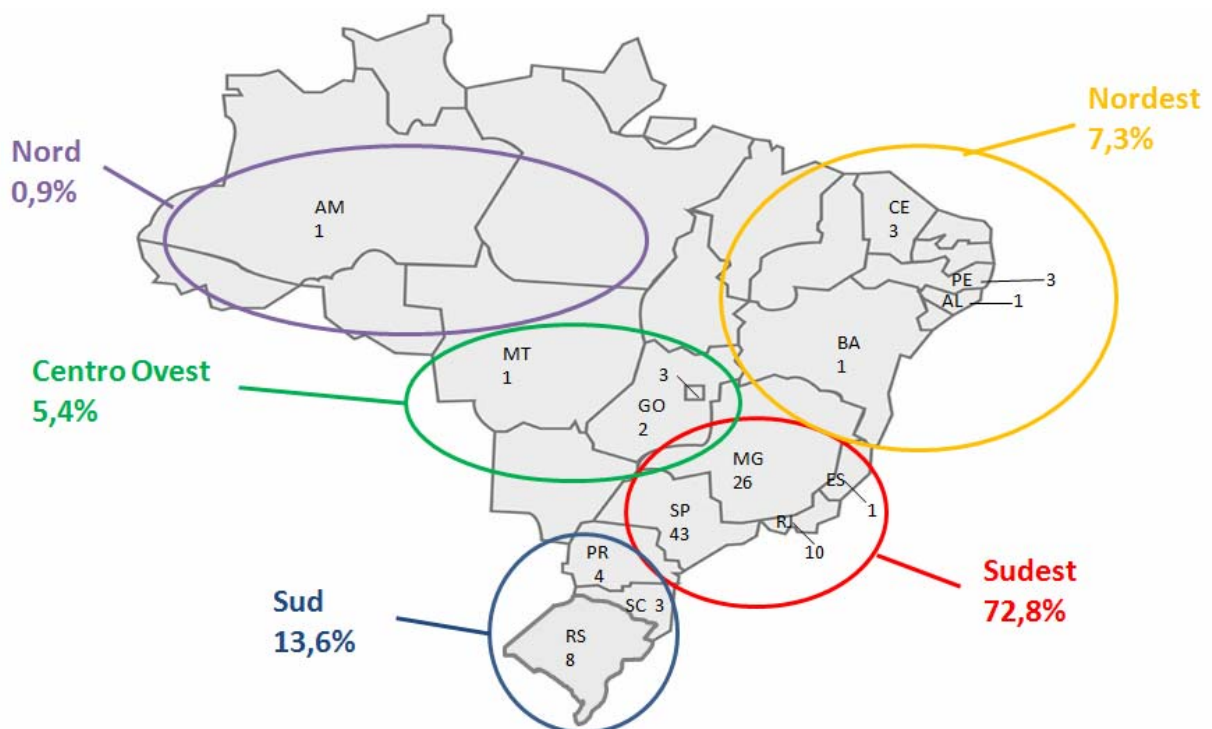 Nord
0,9%
Nordest
7,3%
AM
1
CE
3
PE 3
AL 1
BA
1
Centro Ovest
5,4%
MT
1
3
GO
2
MG
26
ES
1
SP
43
RJ
10
Sudest
72,8%
PR
4
SC 3
RS
8
Sud
13,6%